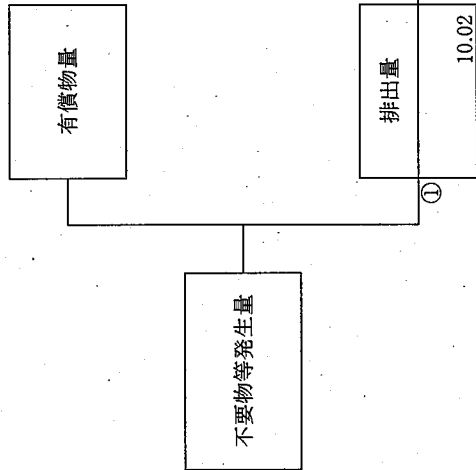 有償物量
不要物等発生量
①
排出量
10.02